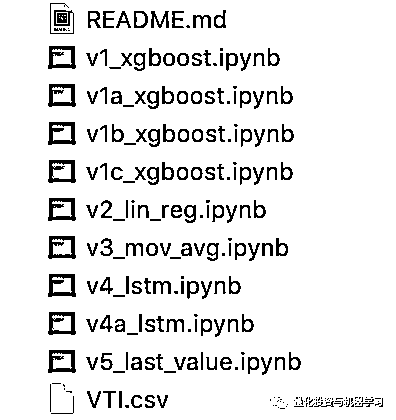 README.md
v1_xgboost.ipynb
v1a_xgboost.ipynb
v1b_xgboost.ipynb
v1c_xgboost.ipynb
v2_lin_reg.ipynb
v3_mov_avg.ipynb
v4_lstm.ipynb
v4a_lstm.ipynb
v5_last_value.ipynb
VTI.csv
量化投资与机器学习